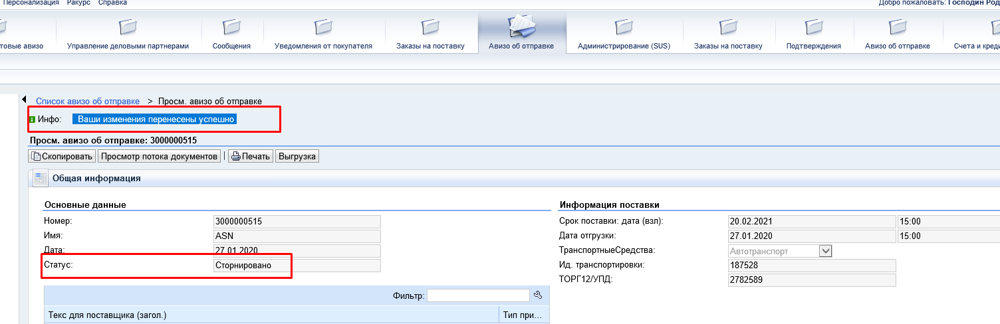 Персонализация Ракурс Справка Добро пожаловать: Господин Род
товые авизо Управление деловыми партнерами Сообщения Уведомления от покупателя Заказы на поставку Авизо об отправке Администрирование (SUS) Заказы на поставку Подтверждения Авизо об отправке Счета и креди
Список авизо об отправке > Просм. авизо об отправке
Инфо: Ваши изменения перенесены успешно
Просм. авизо об отправке: 3000000515
Скопировать Просмотр потока документов | Печать Выгрузка
Общая информация
Основные данные
Номер: 3000000515
Имя: ASN
Дата: 27.01.2020
Статус: Сторнировано
Фильтр:
Текс для поставщика (загол.) Тип при...
Информация поставки
Срок поставки: дата (взл): 20.02.2021 15:00
Дата отгрузки: 27.01.2020 15:00
ТранспортныеСредства: Автотранспорт
Ид. транспортировки: 187528
ТОРГ12/УПД: 2782589